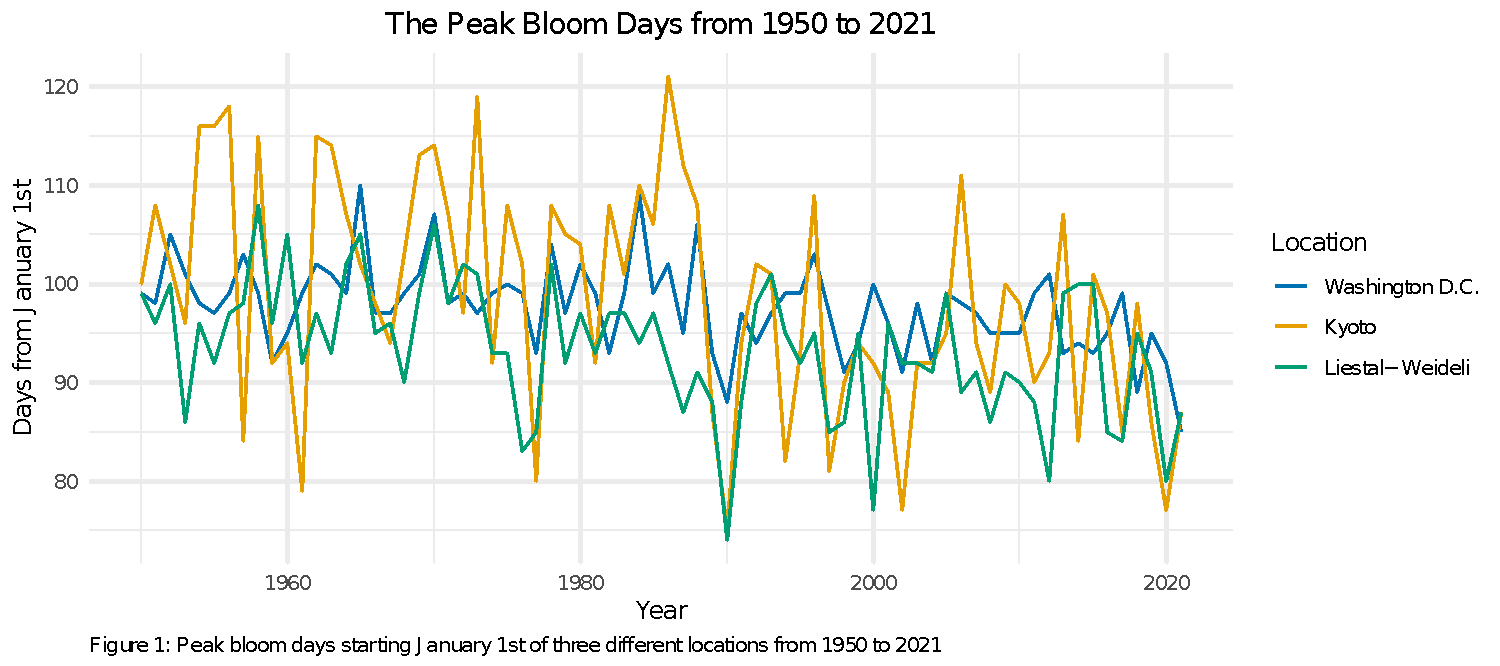 The Peak Bloom Days from 1950 to 2021
Days from January 1st
120
110
100
90
80
1960
1980
2000
2020
Year
Location
Washington D.C.
Kyoto
Liestal−Weideli
Figure 1: Peak bloom days starting January 1st of three different locations from 1950 to 2021